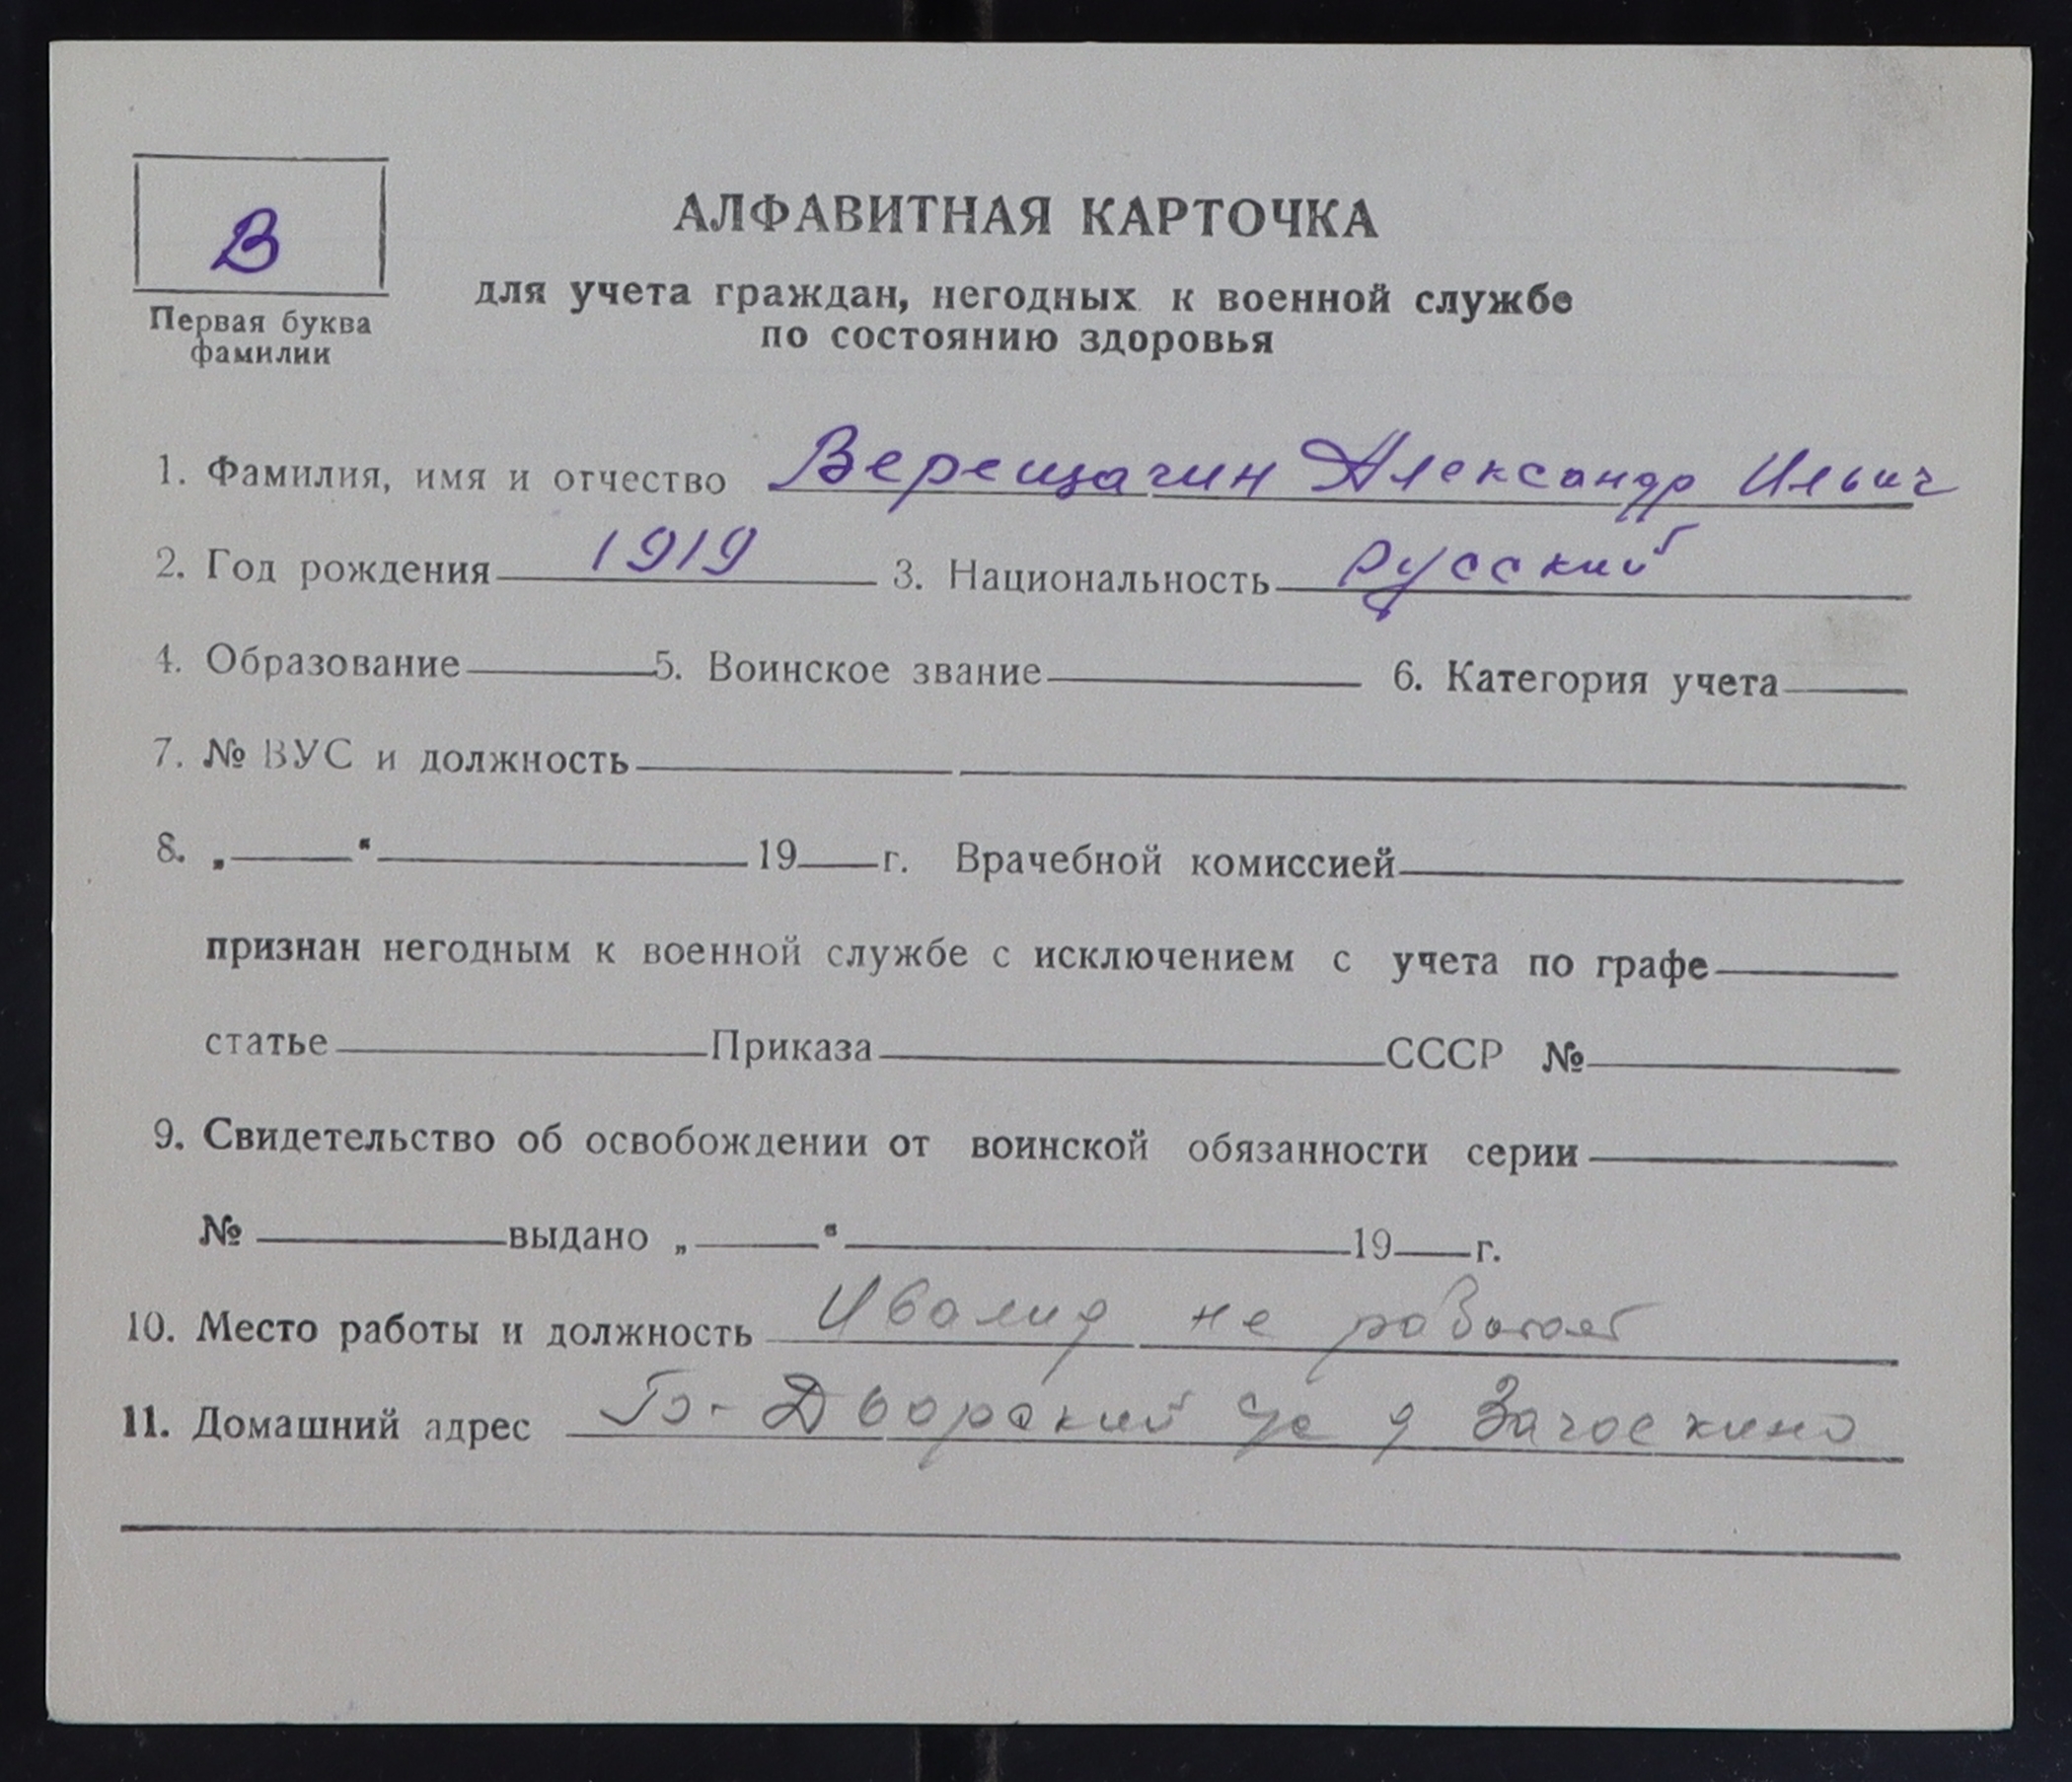 В
Первая буква
фамилии
АЛФАВИТНАЯ КАРТОЧКА
для учета граждан, негодных к военной службе
по состоянию здоровья
1. Фамилия, имя и отчество Верещагин Александр Ильич
2. Год рождения 1919 3. Национальность русский
4. Образование 5. Воинское звание 6. Категория учета
7. № ВУС и должность
8. „ “ 19 г. Врачебной комиссией
признан негодным к военной службе с исключением с учета по графе
статье Приказа СССР №
9. Свидетельство об освобождении от воинской обязанности серии
№ выдано „ “ 19 г.
10. Место работы и должность Ивалид не работает
11. Домашний адрес Дворский с/с д Загоскино